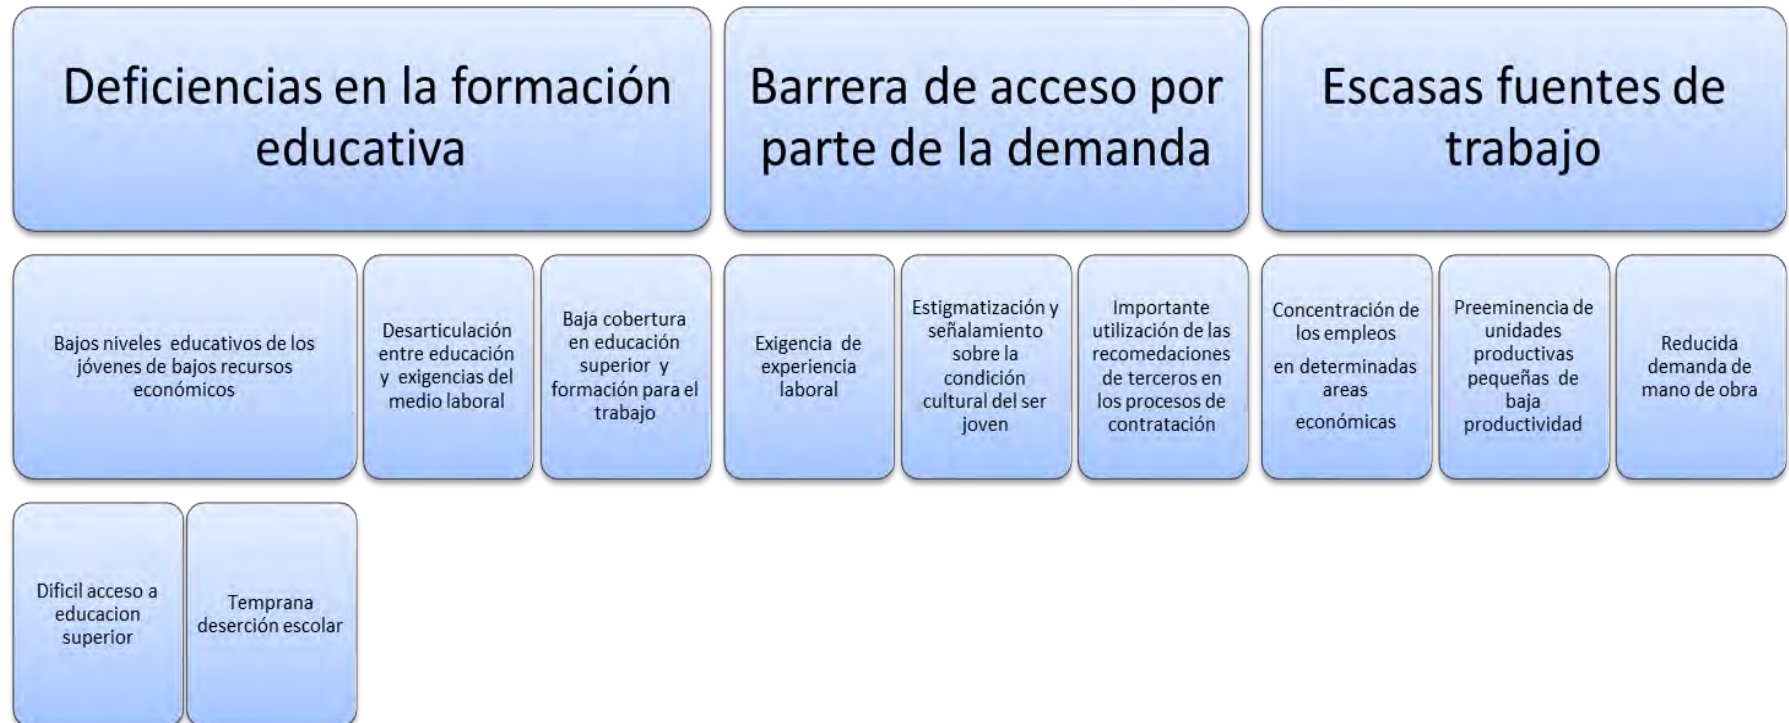 Deficiencias en la formación
educativa
Barrera de acceso por
parte de la demanda
Escasas fuentes de
trabajo
Bajos niveles educativos de los
jóvenes de bajos recursos
económicos
Desarticulación
entre educación
y exigencias del
medio laboral
Baja cobertura
en educación
superior y
formación para el
trabajo
Exigencia de
experiencia
laboral
Estigmatización y
señalamiento
sobre la
condición
cultural del ser
joven
Importante
utilización de las
recomedaciones
de terceros en
los procesos de
contratación
Concentración de
los empleos
en determinadas
areas
económicas
Preeminencia de
unidades
productivas
pequeñas de
baja
productividad
Reducida
demanda de
mano de obra
Dificil acceso a
educacion
superior
Temprana
deserción escolar